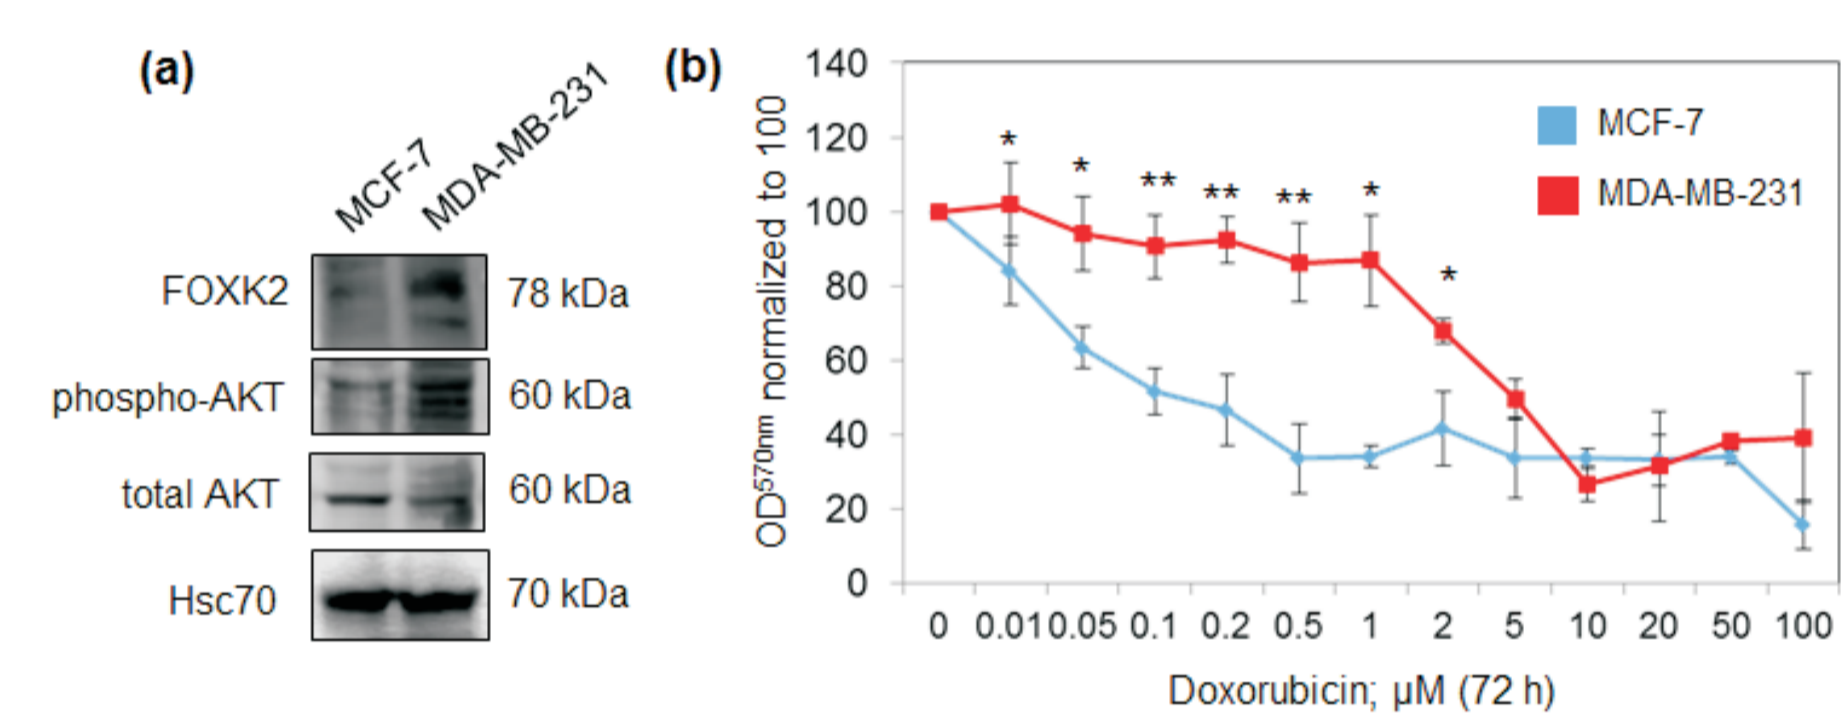 (a)
MCF-7
MDA-MB-231
FOXK2 78 kDa
phospho-AKT 60 kDa
total AKT 60 kDa
Hsc70 70 kDa
(b)
OD570nm normalized to 100
140
120
100
80
60
40
20
0
* * ** ** ** * *
MCF-7
MDA-MB-231
0 0.01 0.05 0.1 0.2 0.5 1 2 5 10 20 50 100
Doxorubicin; µM (72 h)